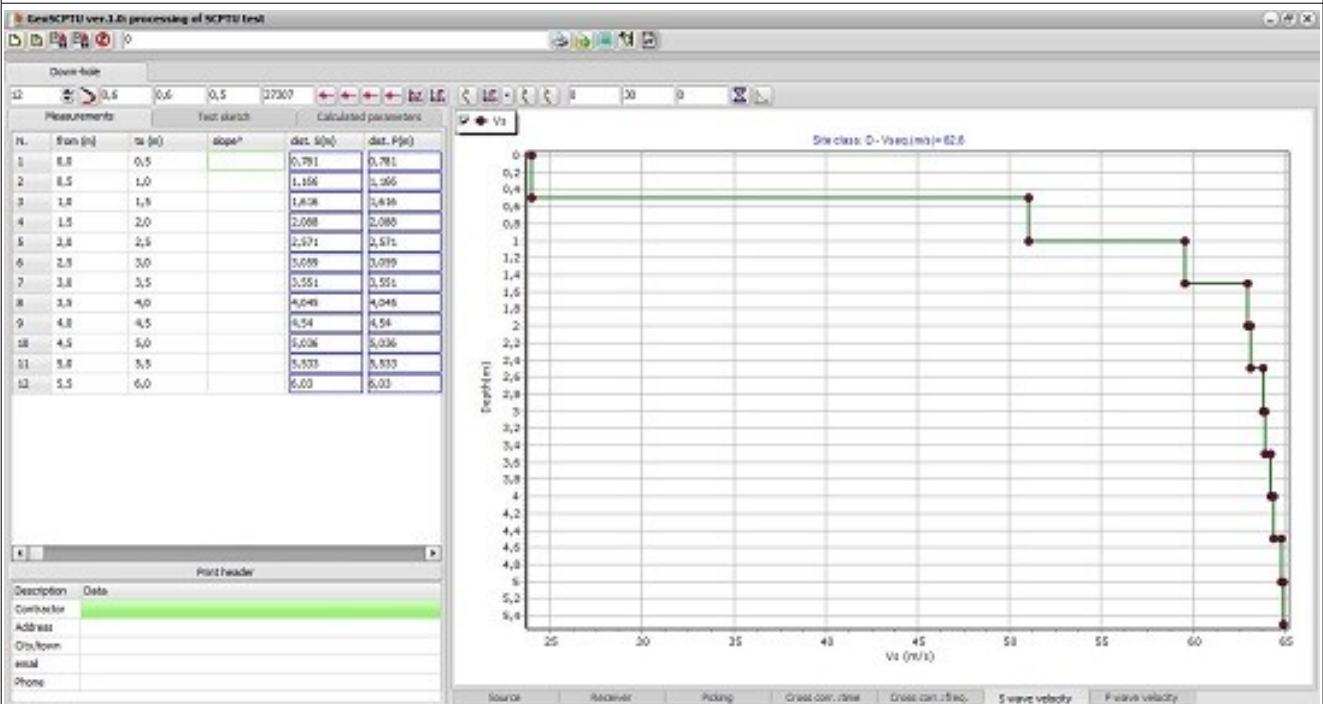 GeoSCPTU ver.1.0: processing of SCPTU test
0
Down-hole
12 0,6 0,6 0,5 27307 30 0
Measurements Test sketch Calculated parameters
Vs
N. from (m) to (m) slope° dist. S(m) dist. P(m)
1 0,0 0,5 0,781 0,781
2 0,5 1,0 1,166 1,166
3 1,0 1,5 1,616 1,616
4 1,5 2,0 2,088 2,088
5 2,0 2,5 2,571 2,571
6 2,5 3,0 3,059 3,059
7 3,0 3,5 3,551 3,551
8 3,5 4,0 4,045 4,045
9 4,0 4,5 4,54 4,54
10 4,5 5,0 5,036 5,036
11 5,0 5,5 5,533 5,533
12 5,5 6,0 6,03 6,03
Print header
Description Data
Contractor
Address
City/town
email
Phone
Site class: D - Vseq.(m/s)= 62.6
0
0,2
0,4
0,6
0,8
1
1,2
1,4
1,6
1,8
2
2,2
2,4
2,6
2,8
3
3,2
3,4
3,6
3,8
4
4,2
4,4
4,6
4,8
5
5,2
5,4
Depth(m)
25 30 35 40 45 50 55 60 65
Vs (m/s)
Source Receiver Picking Cross corr.:time Cross corr.:freq. S wave velocity P wave velocity